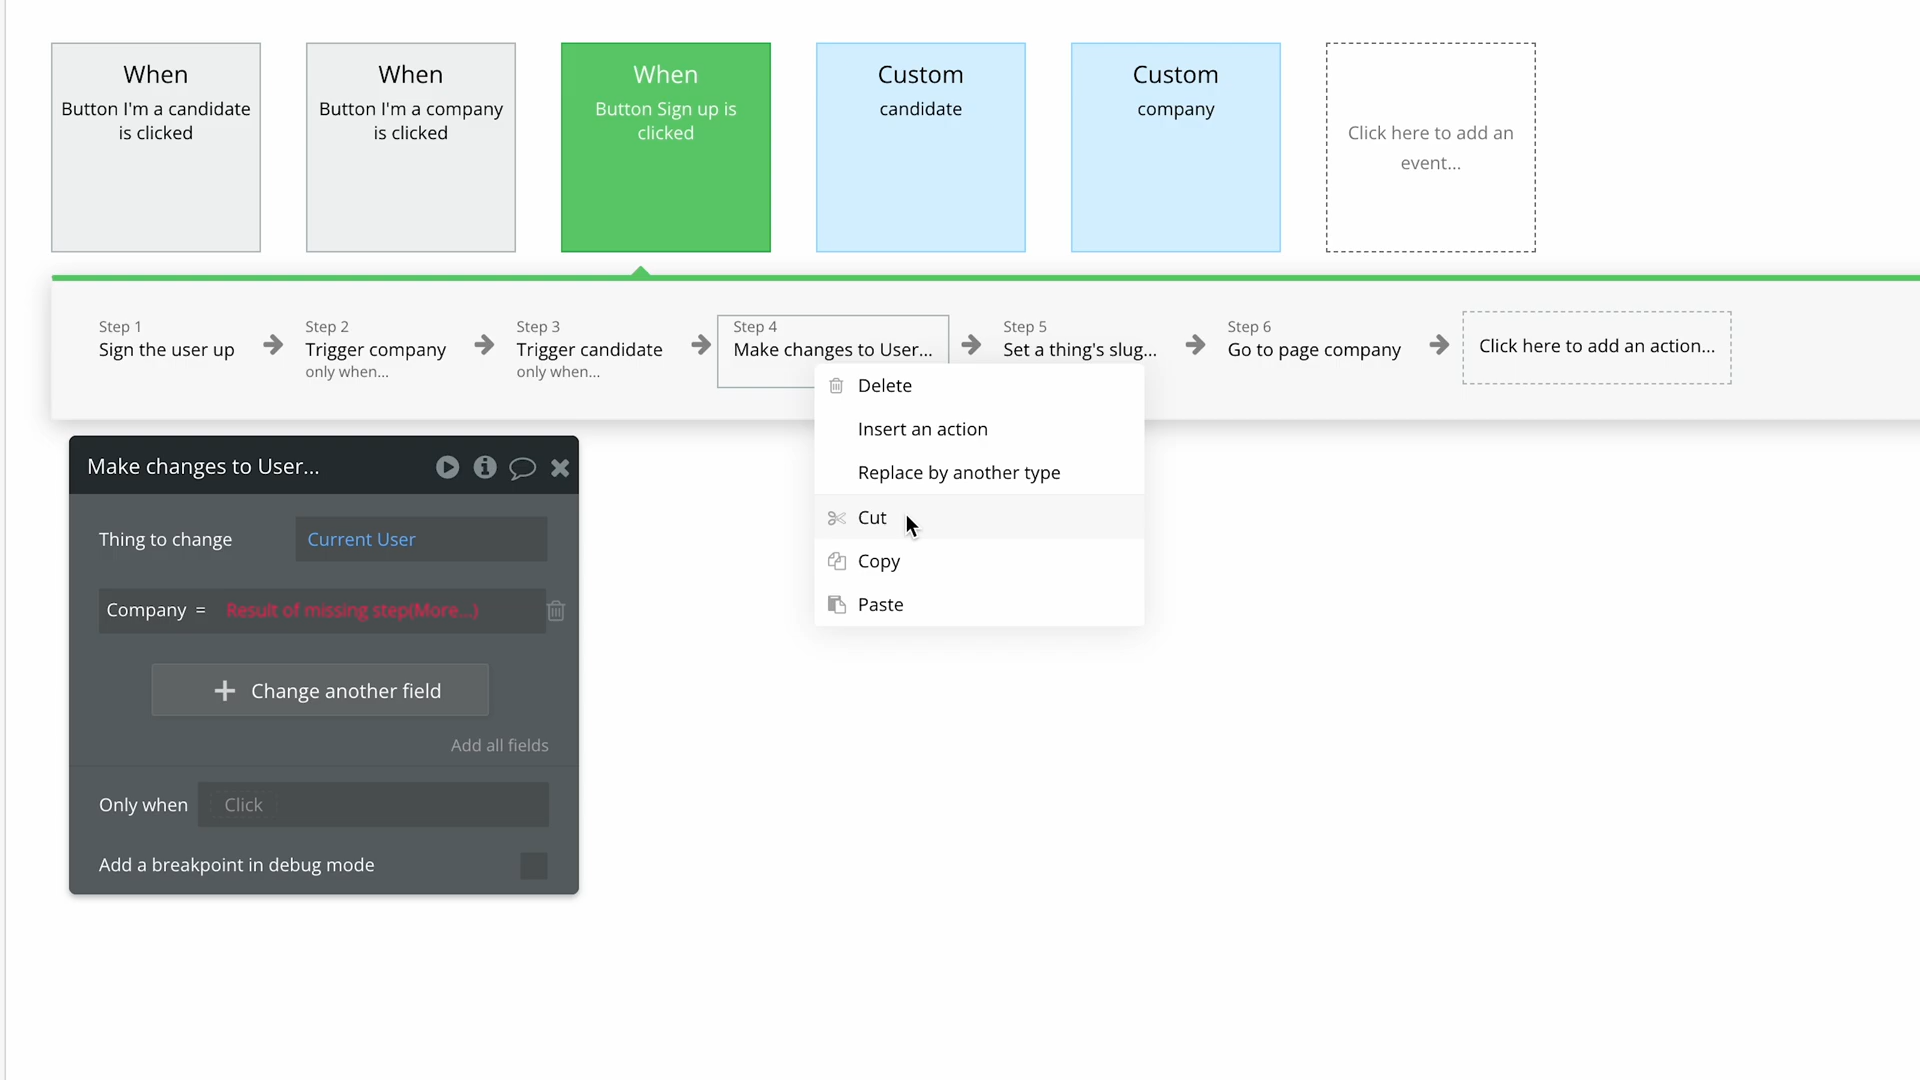 When
Button I'm a candidate
is clicked
When
Button I'm a company
is clicked
When
Button Sign up is
clicked
Custom
candidate
Custom
company
Click here to add an
event...
Step 1
Sign the user up
Step 2
Trigger company
only when...
Step 3
Trigger candidate
only when...
Step 4
Make changes to User...
Step 5
Set a thing's slug...
Step 6
Go to page company
Click here to add an action...
Delete
Insert an action
Replace by another type
Cut
Copy
Paste
Make changes to User...
Thing to change
Current User
Company = Result of missing step(More...)
Change another field
Add all fields
Only when
Click
Add a breakpoint in debug mode